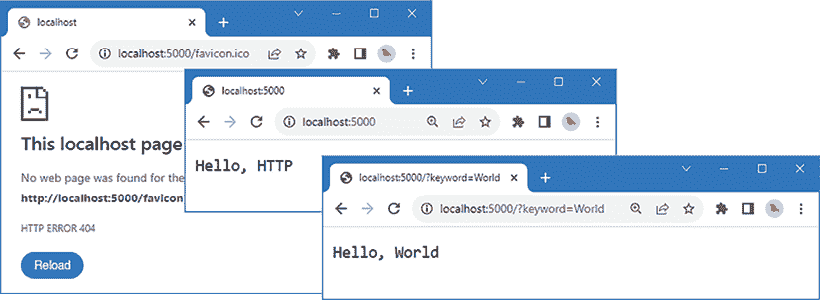 localhost
localhost:5000/favicon.ico
This localhost page
No web page was found for the
http://localhost:5000/favicon
HTTP ERROR 404
Reload
localhost:5000
localhost:5000
Hello, HTTP
localhost:5000/?keyword=World
localhost:5000/?keyword=World
Hello, World